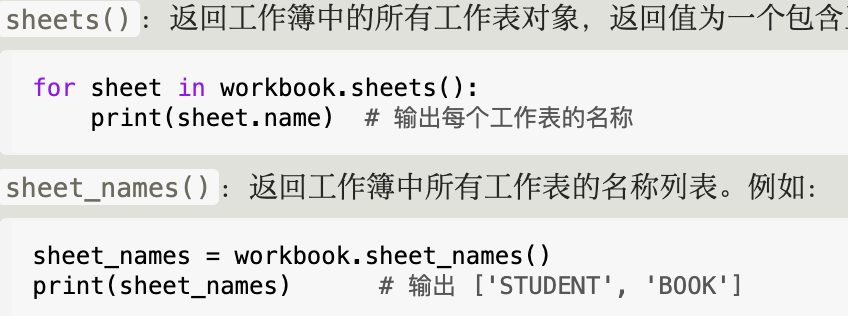 sheets()：返回工作簿中的所有工作表对象，返回值为一个包含
for sheet in workbook.sheets():
    print(sheet.name)  # 输出每个工作表的名称
sheet_names()：返回工作簿中所有工作表的名称列表。例如：
sheet_names = workbook.sheet_names()
print(sheet_names)      # 输出 ['STUDENT', 'BOOK']